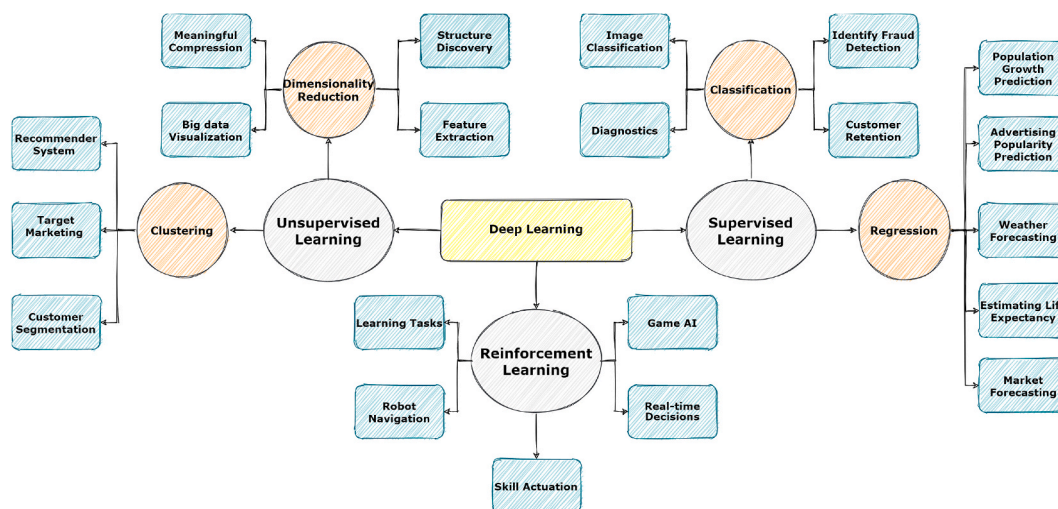 Meaningful
Compression
Structure
Discovery
Dimensionality
Reduction
Big data
Visualization
Feature
Extraction
Image
Classification
Identify Fraud
Detection
Classification
Diagnostics
Customer
Retention
Population
Growth
Prediction
Advertising
Popularity
Prediction
Weather
Forecasting
Estimating Lif
Expectancy
Market
Forecasting
Recommender
System
Target
Marketing
Customer
Segmentation
Clustering
Unsupervised
Learning
Deep Learning
Supervised
Learning
Regression
Learning Tasks
Game AI
Reinforcement
Learning
Robot
Navigation
Real-time
Decisions
Skill Actuation